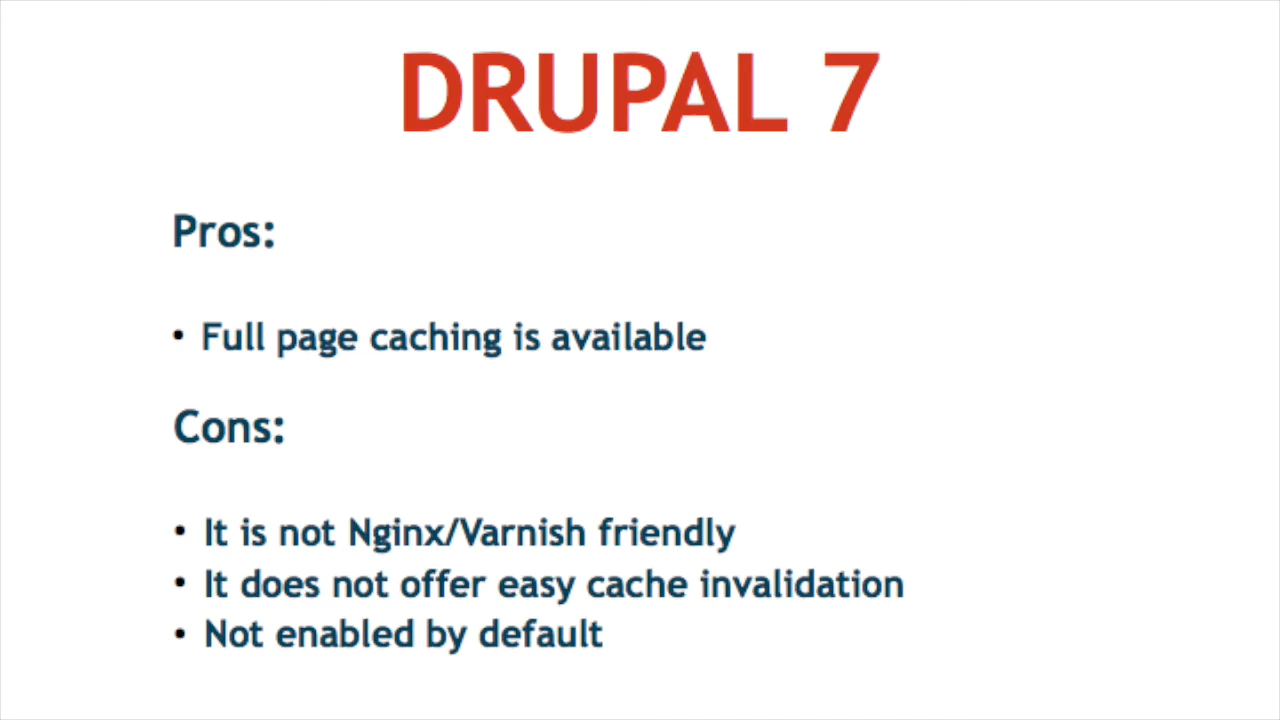 DRUPAL 7
Pros:
• Full page caching is available
Cons:
• It is not Nginx/Varnish friendly
• It does not offer easy cache invalidation
• Not enabled by default